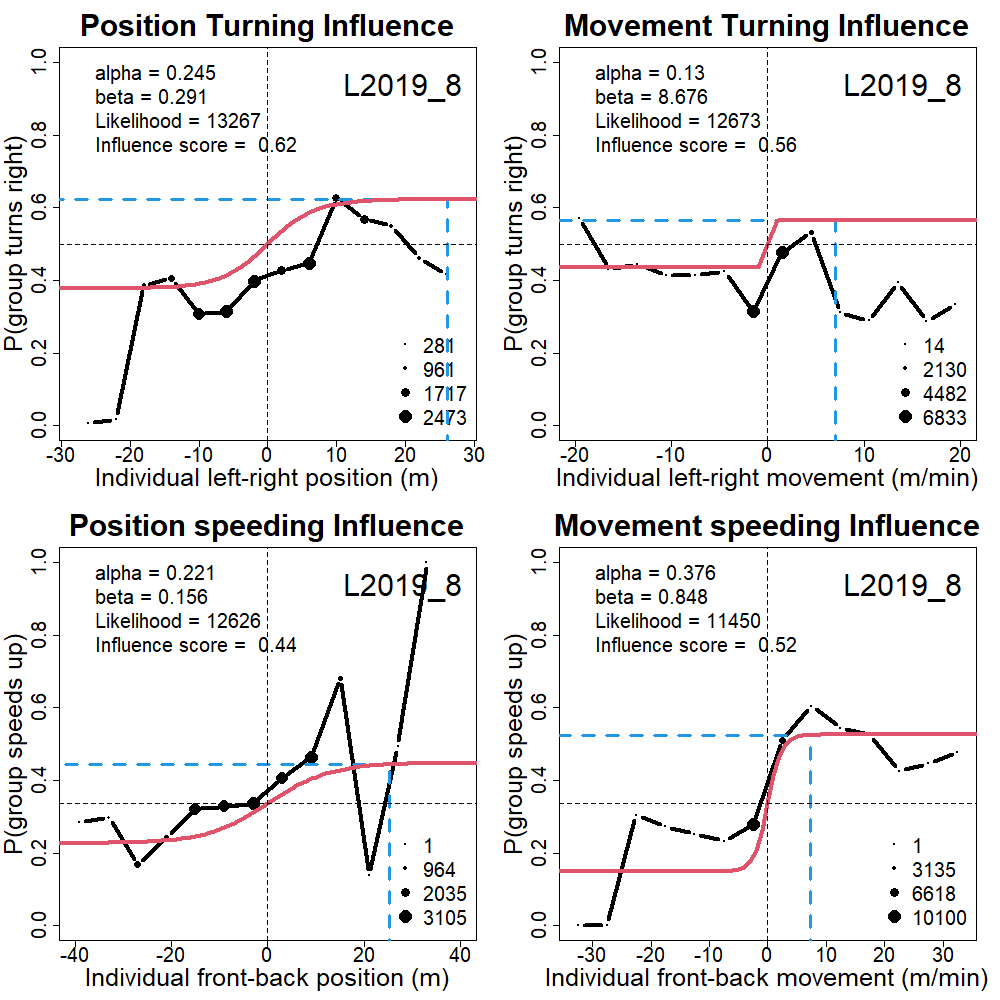 Position Turning Influence
alpha = 0.245
beta = 0.291
Likelihood = 13267
Influence score = 0.62
L2019_8
P(group turns right)
0.0 0.2 0.4 0.6 0.8 1.0
281
961
1717
2473
-30 -20 -10 0 10 20 30
Individual left-right position (m)
Movement Turning Influence
alpha = 0.13
beta = 8.676
Likelihood = 12673
Influence score = 0.56
L2019_8
P(group turns right)
0.0 0.2 0.4 0.6 0.8 1.0
14
2130
4482
6833
-20 -10 0 10 20
Individual left-right movement (m/min)
Position speeding Influence
alpha = 0.221
beta = 0.156
Likelihood = 12626
Influence score = 0.44
L2019_8
P(group speeds up)
0.0 0.2 0.4 0.6 0.8 1.0
1
964
2035
3105
-40 -20 0 20 40
Individual front-back position (m)
Movement speeding Influence
alpha = 0.376
beta = 0.848
Likelihood = 11450
Influence score = 0.52
L2019_8
P(group speeds up)
0.0 0.2 0.4 0.6 0.8 1.0
1
3135
6618
10100
-30 -20 -10 0 10 20 30
Individual front-back movement (m/min)